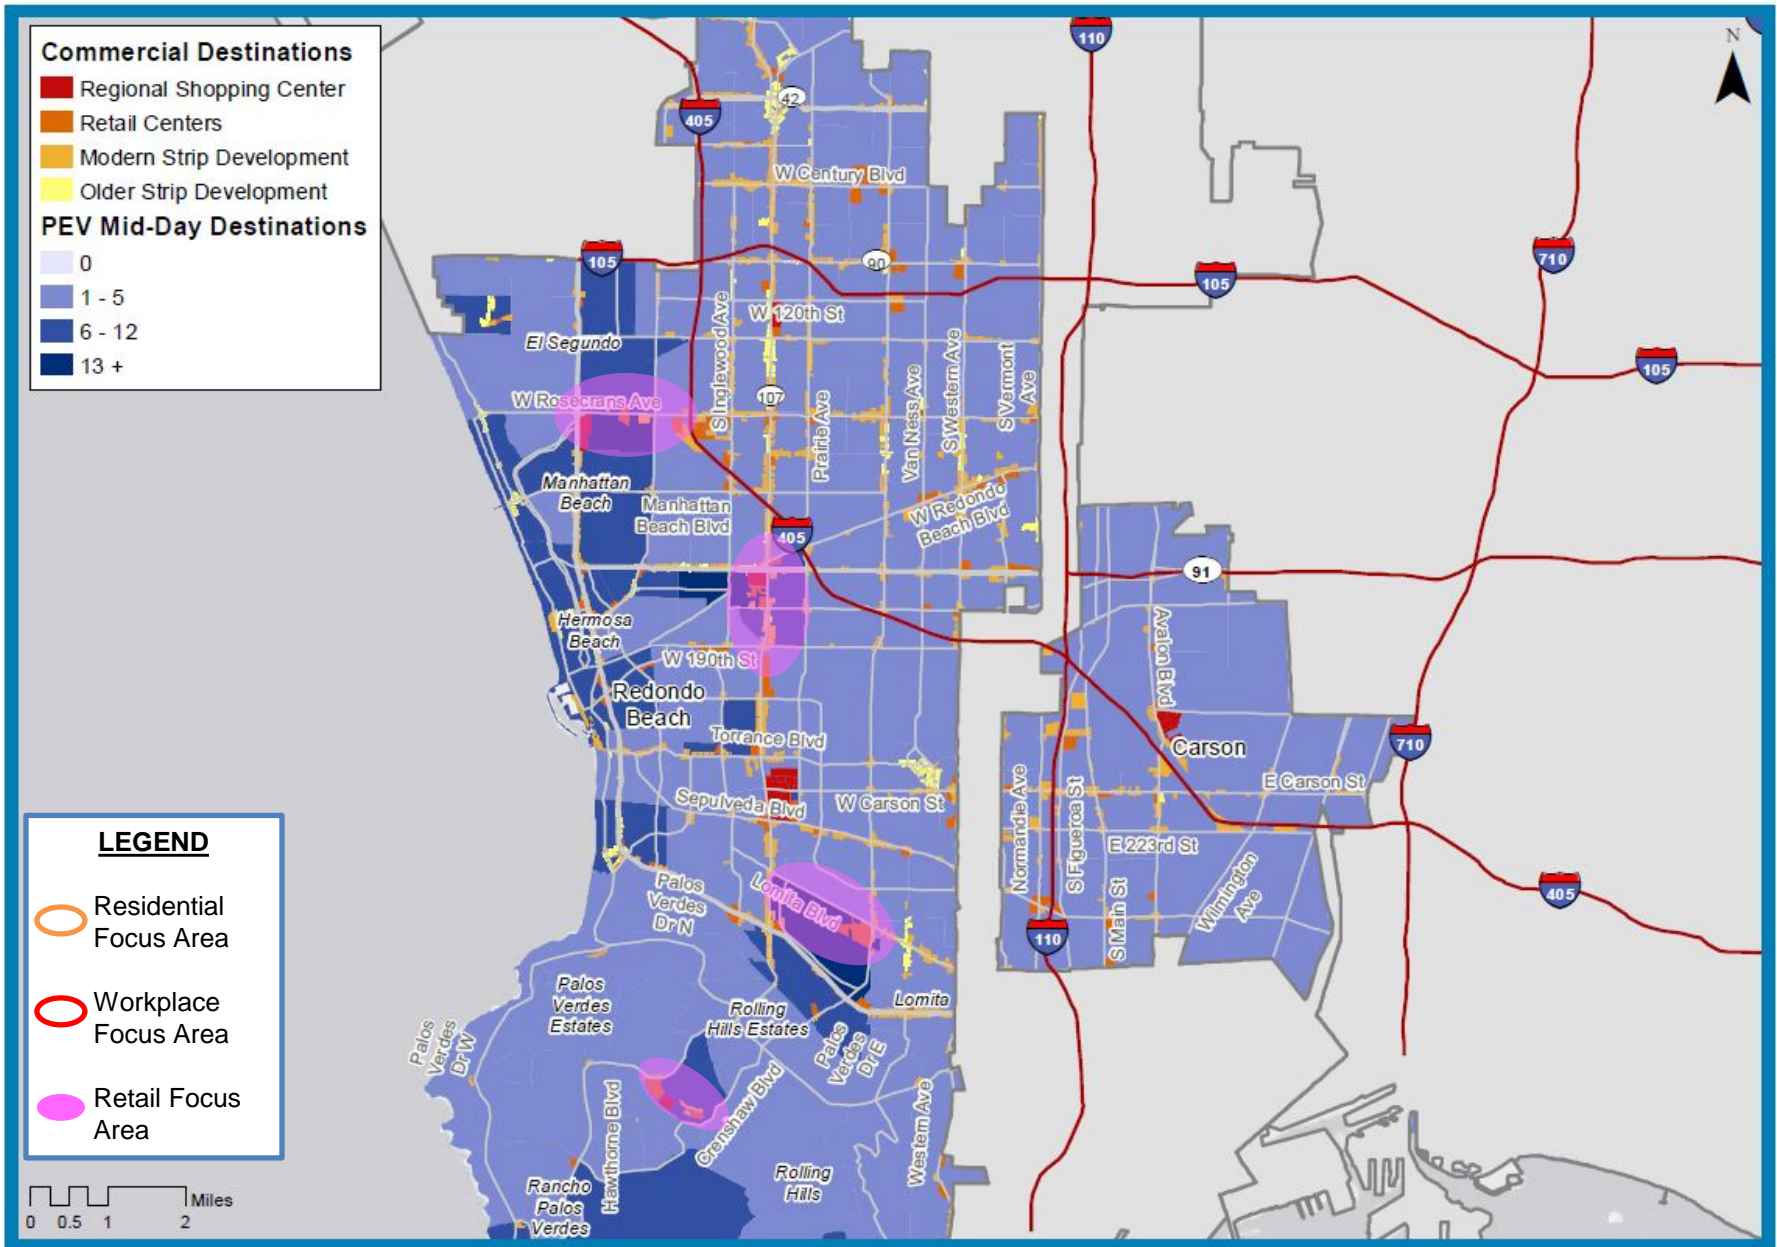 Commercial Destinations
Regional Shopping Center
Retail Centers
Modern Strip Development
Older Strip Development
PEV Mid-Day Destinations
0
1 - 5
6 - 12
13 +
N
110
42
405
W Century Blvd
105
90
105
710
W 120th St
El Segundo
S Inglewood Ave
105
W Rosecrans Ave
107
Prairie Ave
Van Ness Ave
S Western Ave
S Vermont
Ave
Manhattan
Beach
Manhattan
Beach Blvd
W Redondo
Beach Blvd
405
91
Hermosa
Beach
W 190th St
Avalon Blvd
Redondo
Beach
Torrance Blvd
Carson
710
Sepulveda Blvd
W Carson St
E Carson St
Normandie Ave
S Figueroa St
E 223rd St
S Main St
Wilmington
Ave
405
110
Palos
Verdes
Dr N
Lomita Blvd
Palos
Verdes
Estates
Rolling
Hills Estates
Lomita
Palos
Verdes
Dr W
Palos
Verdes
Dr E
Hawthorne Blvd
Crenshaw Blvd
Western Ave
Rancho
Palos
Verdes
Rolling
Hills
LEGEND
Residential
Focus Area
Workplace
Focus Area
Retail Focus
Area
Miles
0 0.5 1 2